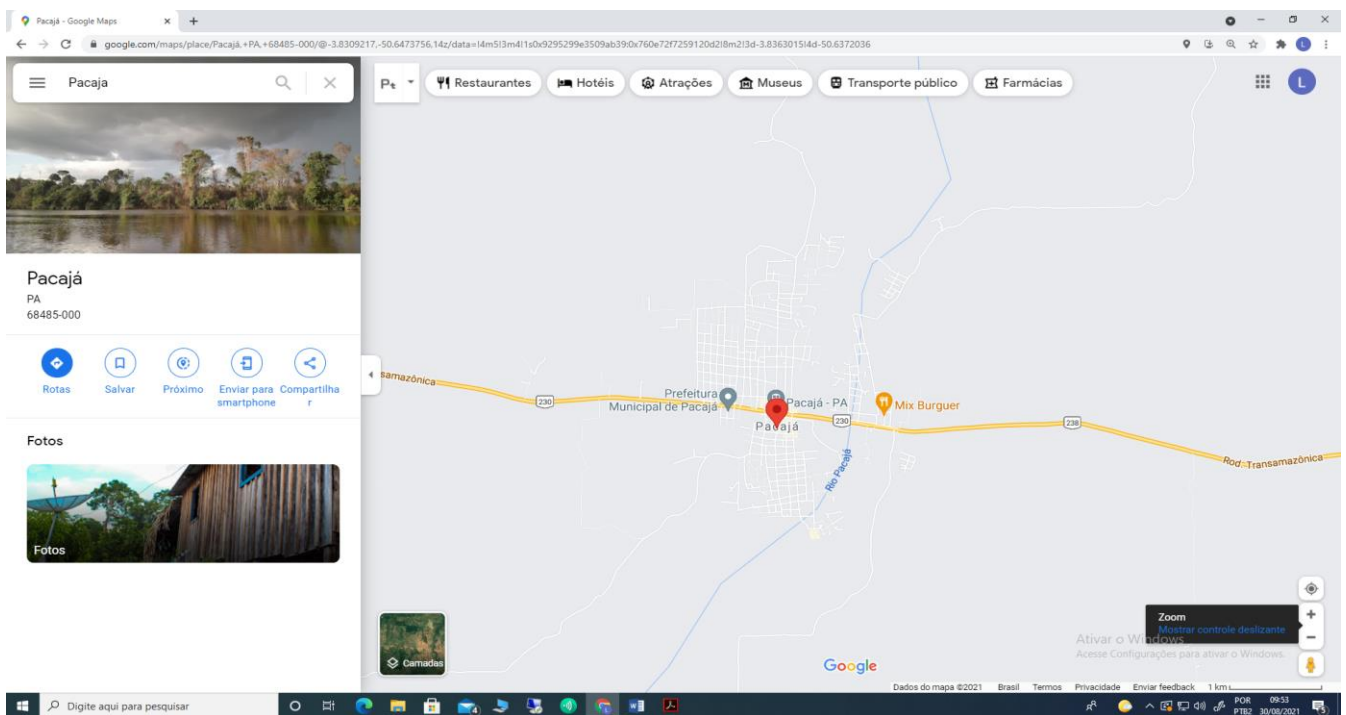 Pacajá - Google Maps
google.com/maps/place/Pacajá,+PA,+68485-000/@-3.8309217,-50.6473756,14z/data=!4m5!3m4!1s0x9295299e3509ab39:0x760e72f7259120d2!8m2!3d-3.8363015!4d-50.6372036
L
Pacaja
Restaurantes
Hotéis
Atrações
Museus
Transporte público
Farmácias
L
Pacajá
PA
68485-000
Rotas
Salvar
Próximo
Enviar para
smartphone
Compartilha
r
Fotos
Fotos
samazônica
230
Prefeitura
Municipal de Pacajá
Pacajá - PA
Pacajá
230
Mix Burguer
238
Rod. Transamazônica
Rio Pacajá
Camadas
Google
Zoom
Mostrar controle deslizante
Ativar o Windows
Acesse Configurações para ativar o Windows.
Dados do mapa ©2021 Brasil Termos Privacidade Enviar feedback 1 km
Digite aqui para pesquisar
POR
PTB2
09:53
30/08/2021